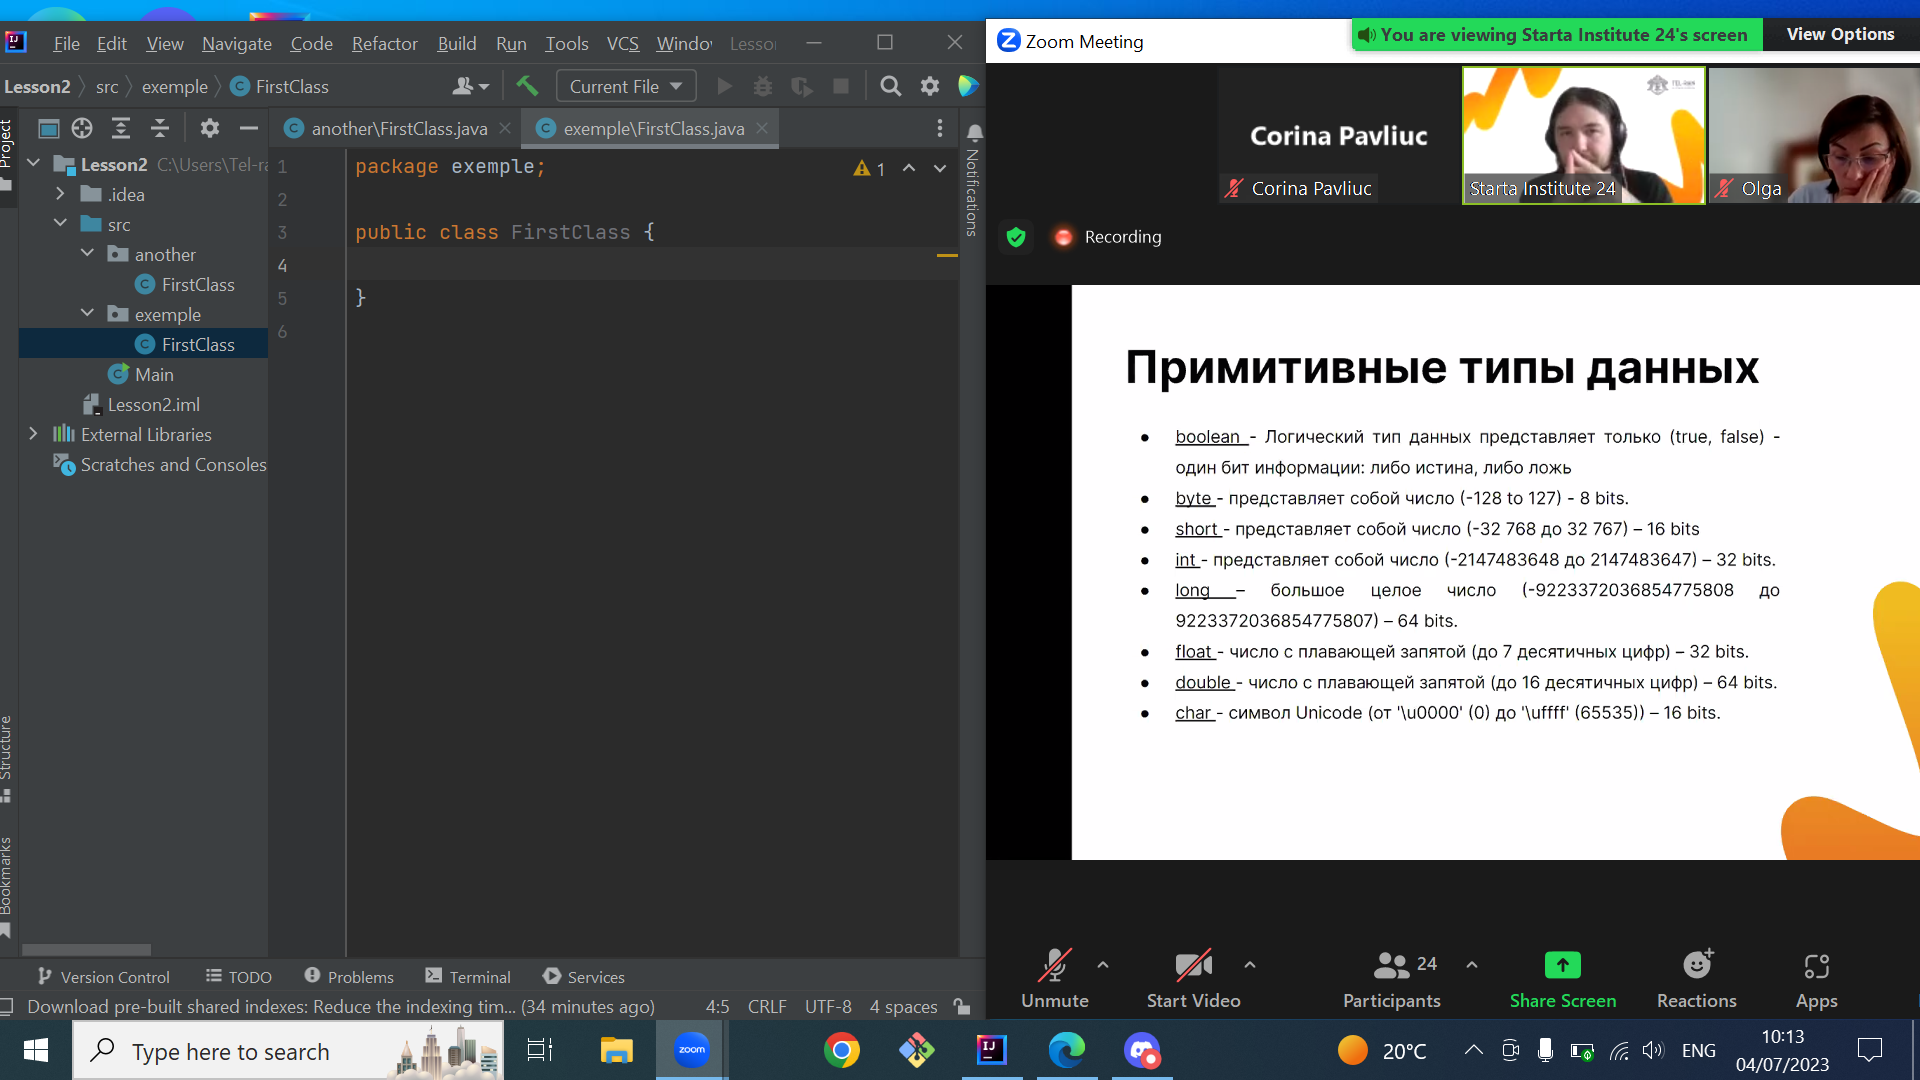 File Edit View Navigate Code Refactor Build Run Tools VCS Windo Lesso
Lesson2 src exemple FirstClass Current File
another\FirstClass.java exemple\FirstClass.java
Project
Lesson2 C:\Users\Tel-ra
.idea
src
another
FirstClass
exemple
FirstClass
Main
Lesson2.iml
External Libraries
Scratches and Consoles
Structure
Bookmarks
1 package exemple;
2
3 public class FirstClass {
4
5 }
6
1
Notifications
Version Control TODO Problems Terminal Services
Download pre-built shared indexes: Reduce the indexing tim... (34 minutes ago) 4:5 CRLF UTF-8 4 spaces
Zoom Meeting
You are viewing Starta Institute 24's screen View Options
Corina Pavliuc
Corina Pavliuc
Starta Institute 24
Olga
Recording
Примитивные типы данных
• boolean - Логический тип данных представляет только (true, false) -
один бит информации: либо истина, либо ложь
• byte - представляет собой число (-128 to 127) - 8 bits.
• short - представляет собой число (-32 768 до 32 767) – 16 bits
• int - представляет собой число (-2147483648 до 2147483647) – 32 bits.
• long – большое целое число (-9223372036854775808 до
9223372036854775807) – 64 bits.
• float - число с плавающей запятой (до 7 десятичных цифр) – 32 bits.
• double - число с плавающей запятой (до 16 десятичных цифр) – 64 bits.
• char - символ Unicode (от '\u0000' (0) до '\uffff' (65535)) – 16 bits.
24
Unmute Start Video Participants Share Screen Reactions Apps
Type here to search
zoom
20°C
ENG
10:13
04/07/2023